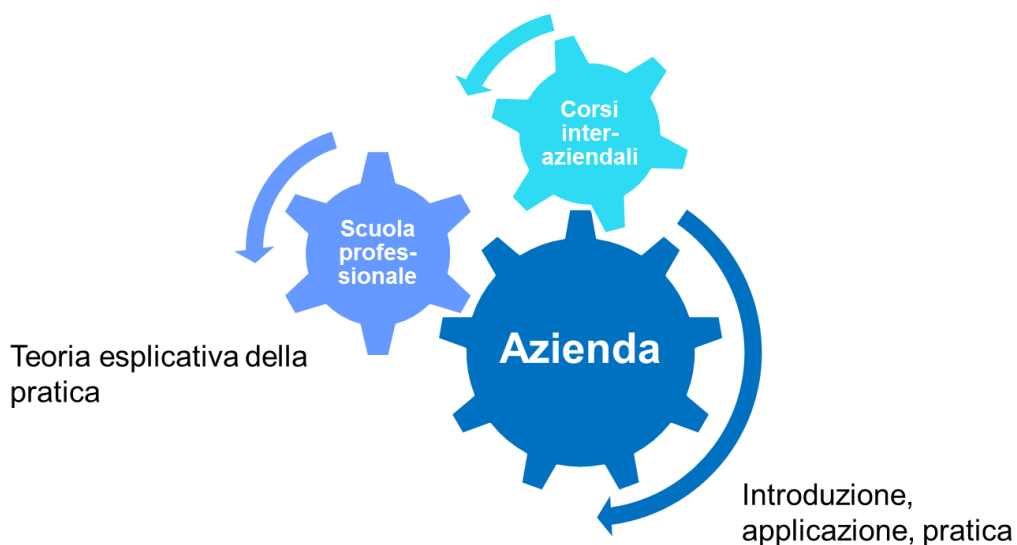 Corsi
inter-
aziendali
Scuola
profes-
sionale
Azienda
Teoria esplicativa della
pratica
Introduzione,
applicazione, pratica